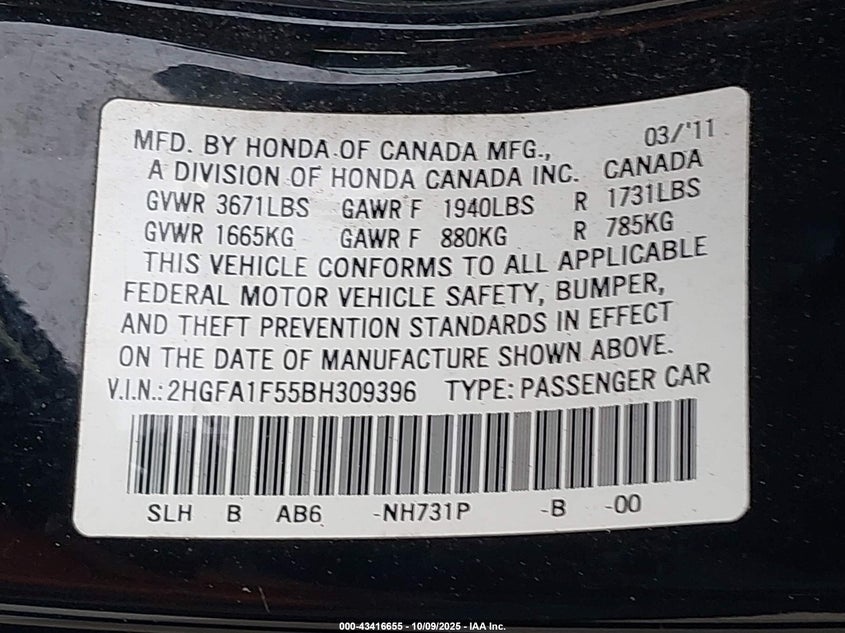 MFD. BY HONDA OF CANADA MFG., 03/'11
A DIVISION OF HONDA CANADA INC. CANADA
GVWR 3671LBS GAWR F 1940LBS R 1731LBS
GVWR 1665KG GAWR F 880KG R 785KG
THIS VEHICLE CONFORMS TO ALL APPLICABLE
FEDERAL MOTOR VEHICLE SAFETY, BUMPER,
AND THEFT PREVENTION STANDARDS IN EFFECT
ON THE DATE OF MANUFACTURE SHOWN ABOVE.
V.I.N.: 2HGFA1F55BH309396 TYPE: PASSENGER CAR
SLH B AB6 -NH731P -B -00
000-43416655 - 10/09/2025 - IAA Inc.